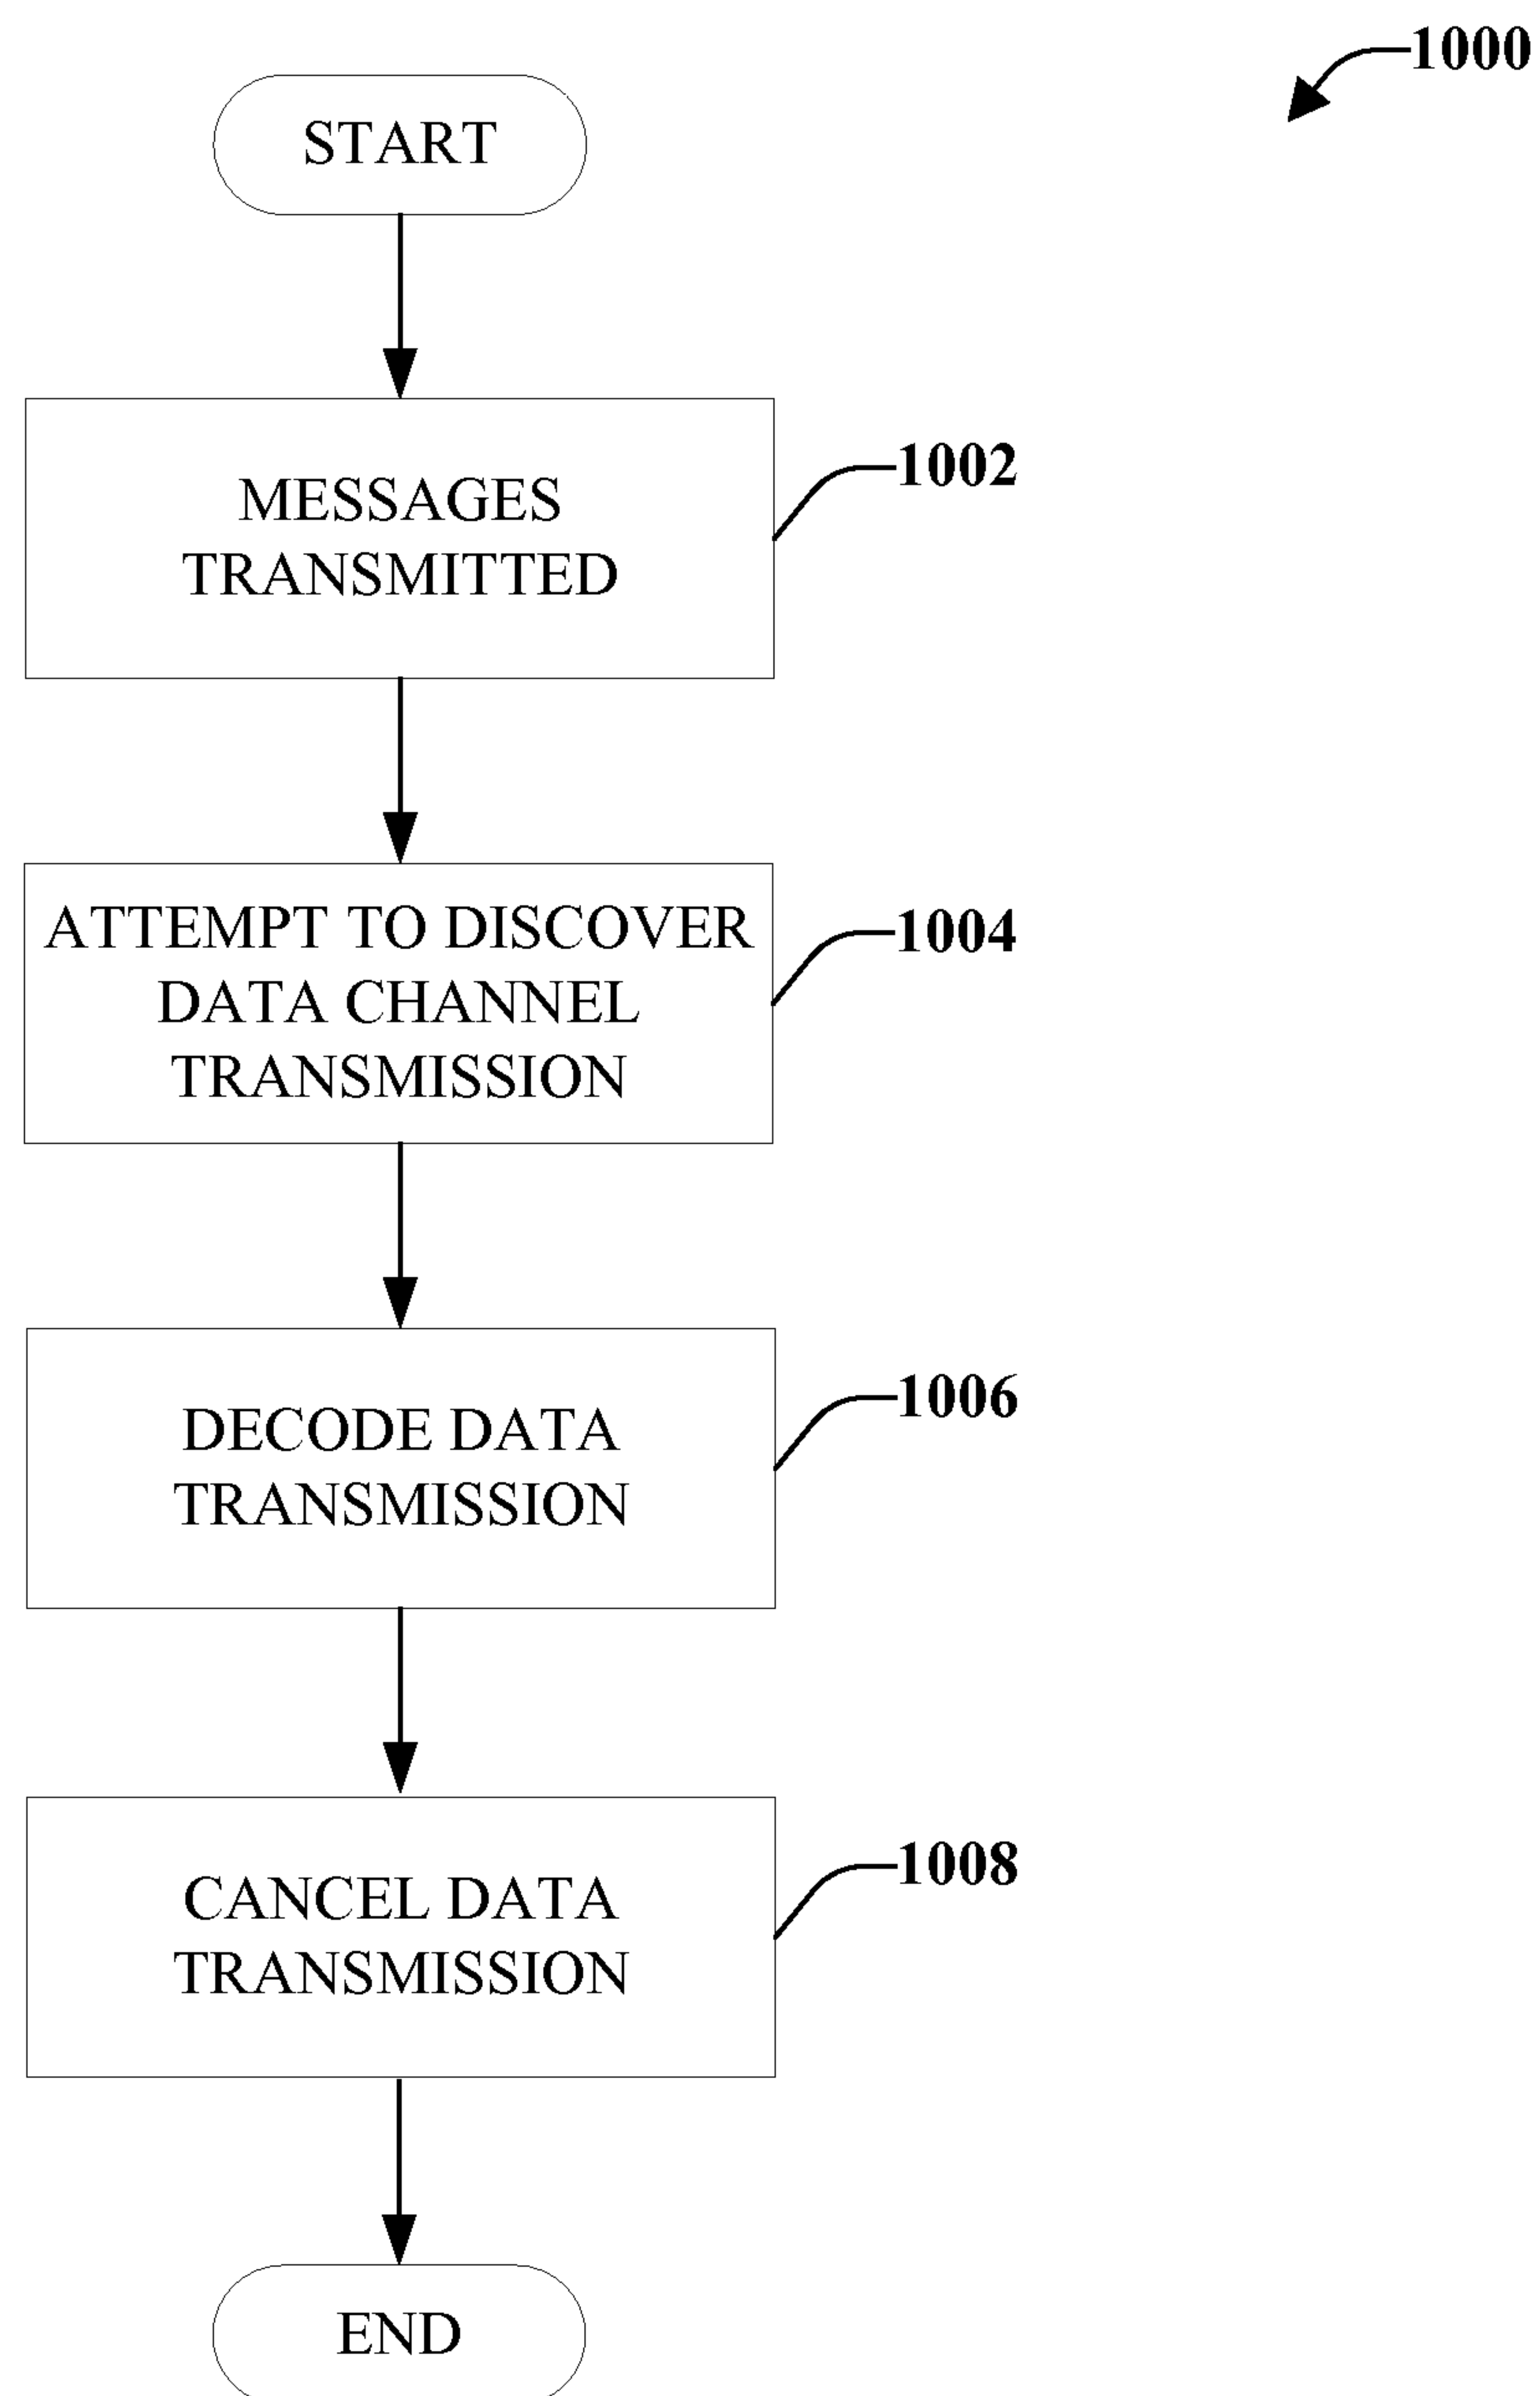 1000
START
MESSAGES
TRANSMITTED
1002
ATTEMPT TO DISCOVER
DATA CHANNEL
TRANSMISSION
1004
DECODE DATA
TRANSMISSION
1006
CANCEL DATA
TRANSMISSION
1008
END